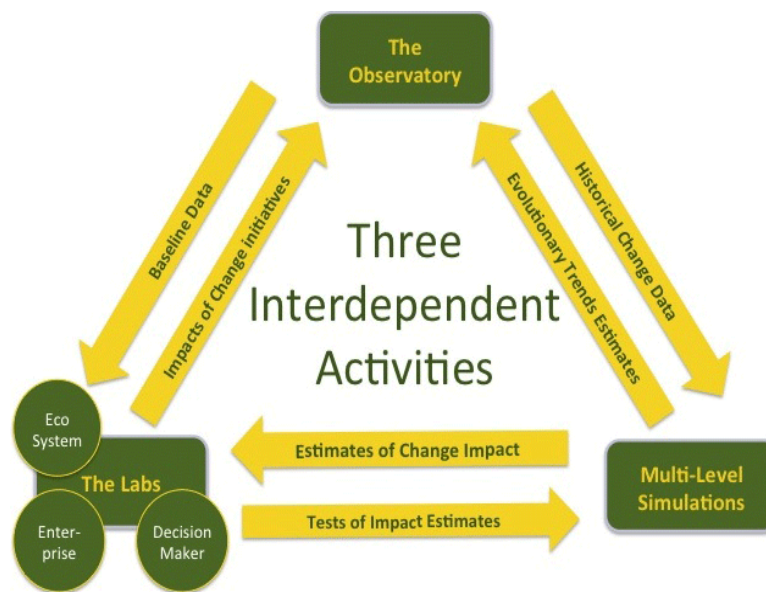 The
Observatory
Baseline Data
Impacts of Change initiatives
Evolutionary Trends Estimates
Historical Change Data
Three
Interdependent
Activities
Eco
System
The Labs
Enter-
prise
Decision
Maker
Estimates of Change Impact
Tests of Impact Estimates
Multi-Level
Simulations